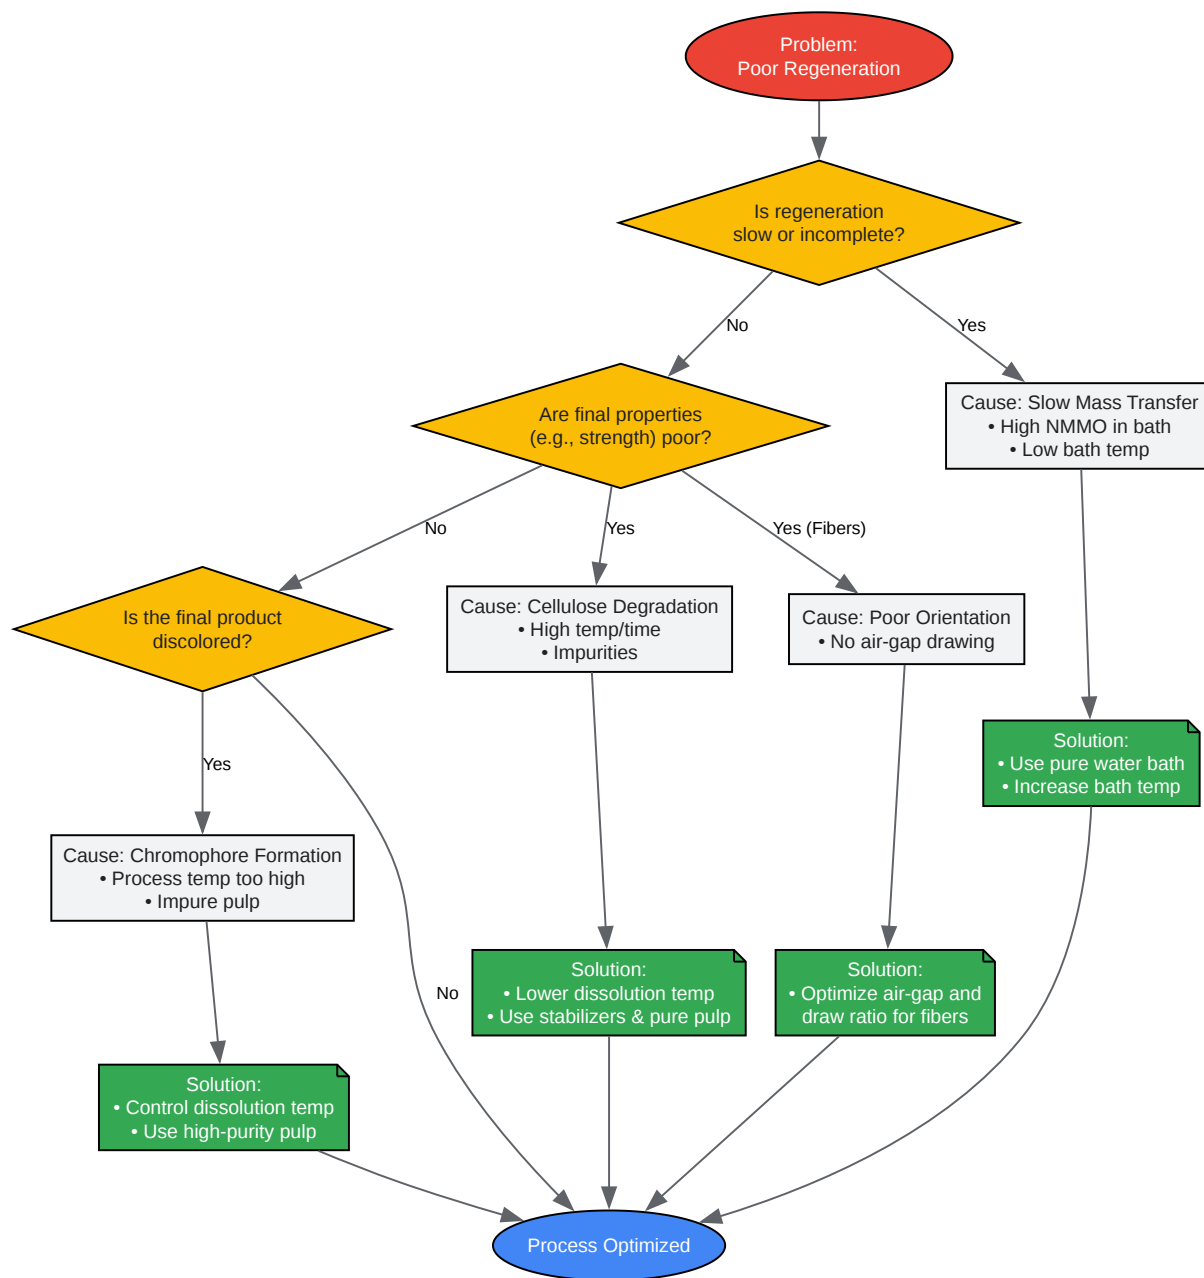 Problem:
Poor Regeneration
Is regeneration
slow or incomplete?
No
Yes
Are final properties
(e.g., strength) poor?
Cause: Slow Mass Transfer
• High NMMO in bath
• Low bath temp
No
Yes
Yes (Fibers)
Is the final product
discolored?
Cause: Cellulose Degradation
• High temp/time
• Impurities
Cause: Poor Orientation
• No air-gap drawing
Solution:
• Use pure water bath
• Increase bath temp
Yes
Cause: Chromophore Formation
• Process temp too high
• Impure pulp
No
Solution:
• Lower dissolution temp
• Use stabilizers & pure pulp
Solution:
• Optimize air-gap and
draw ratio for fibers
Solution:
• Control dissolution temp
• Use high-purity pulp
Process Optimized